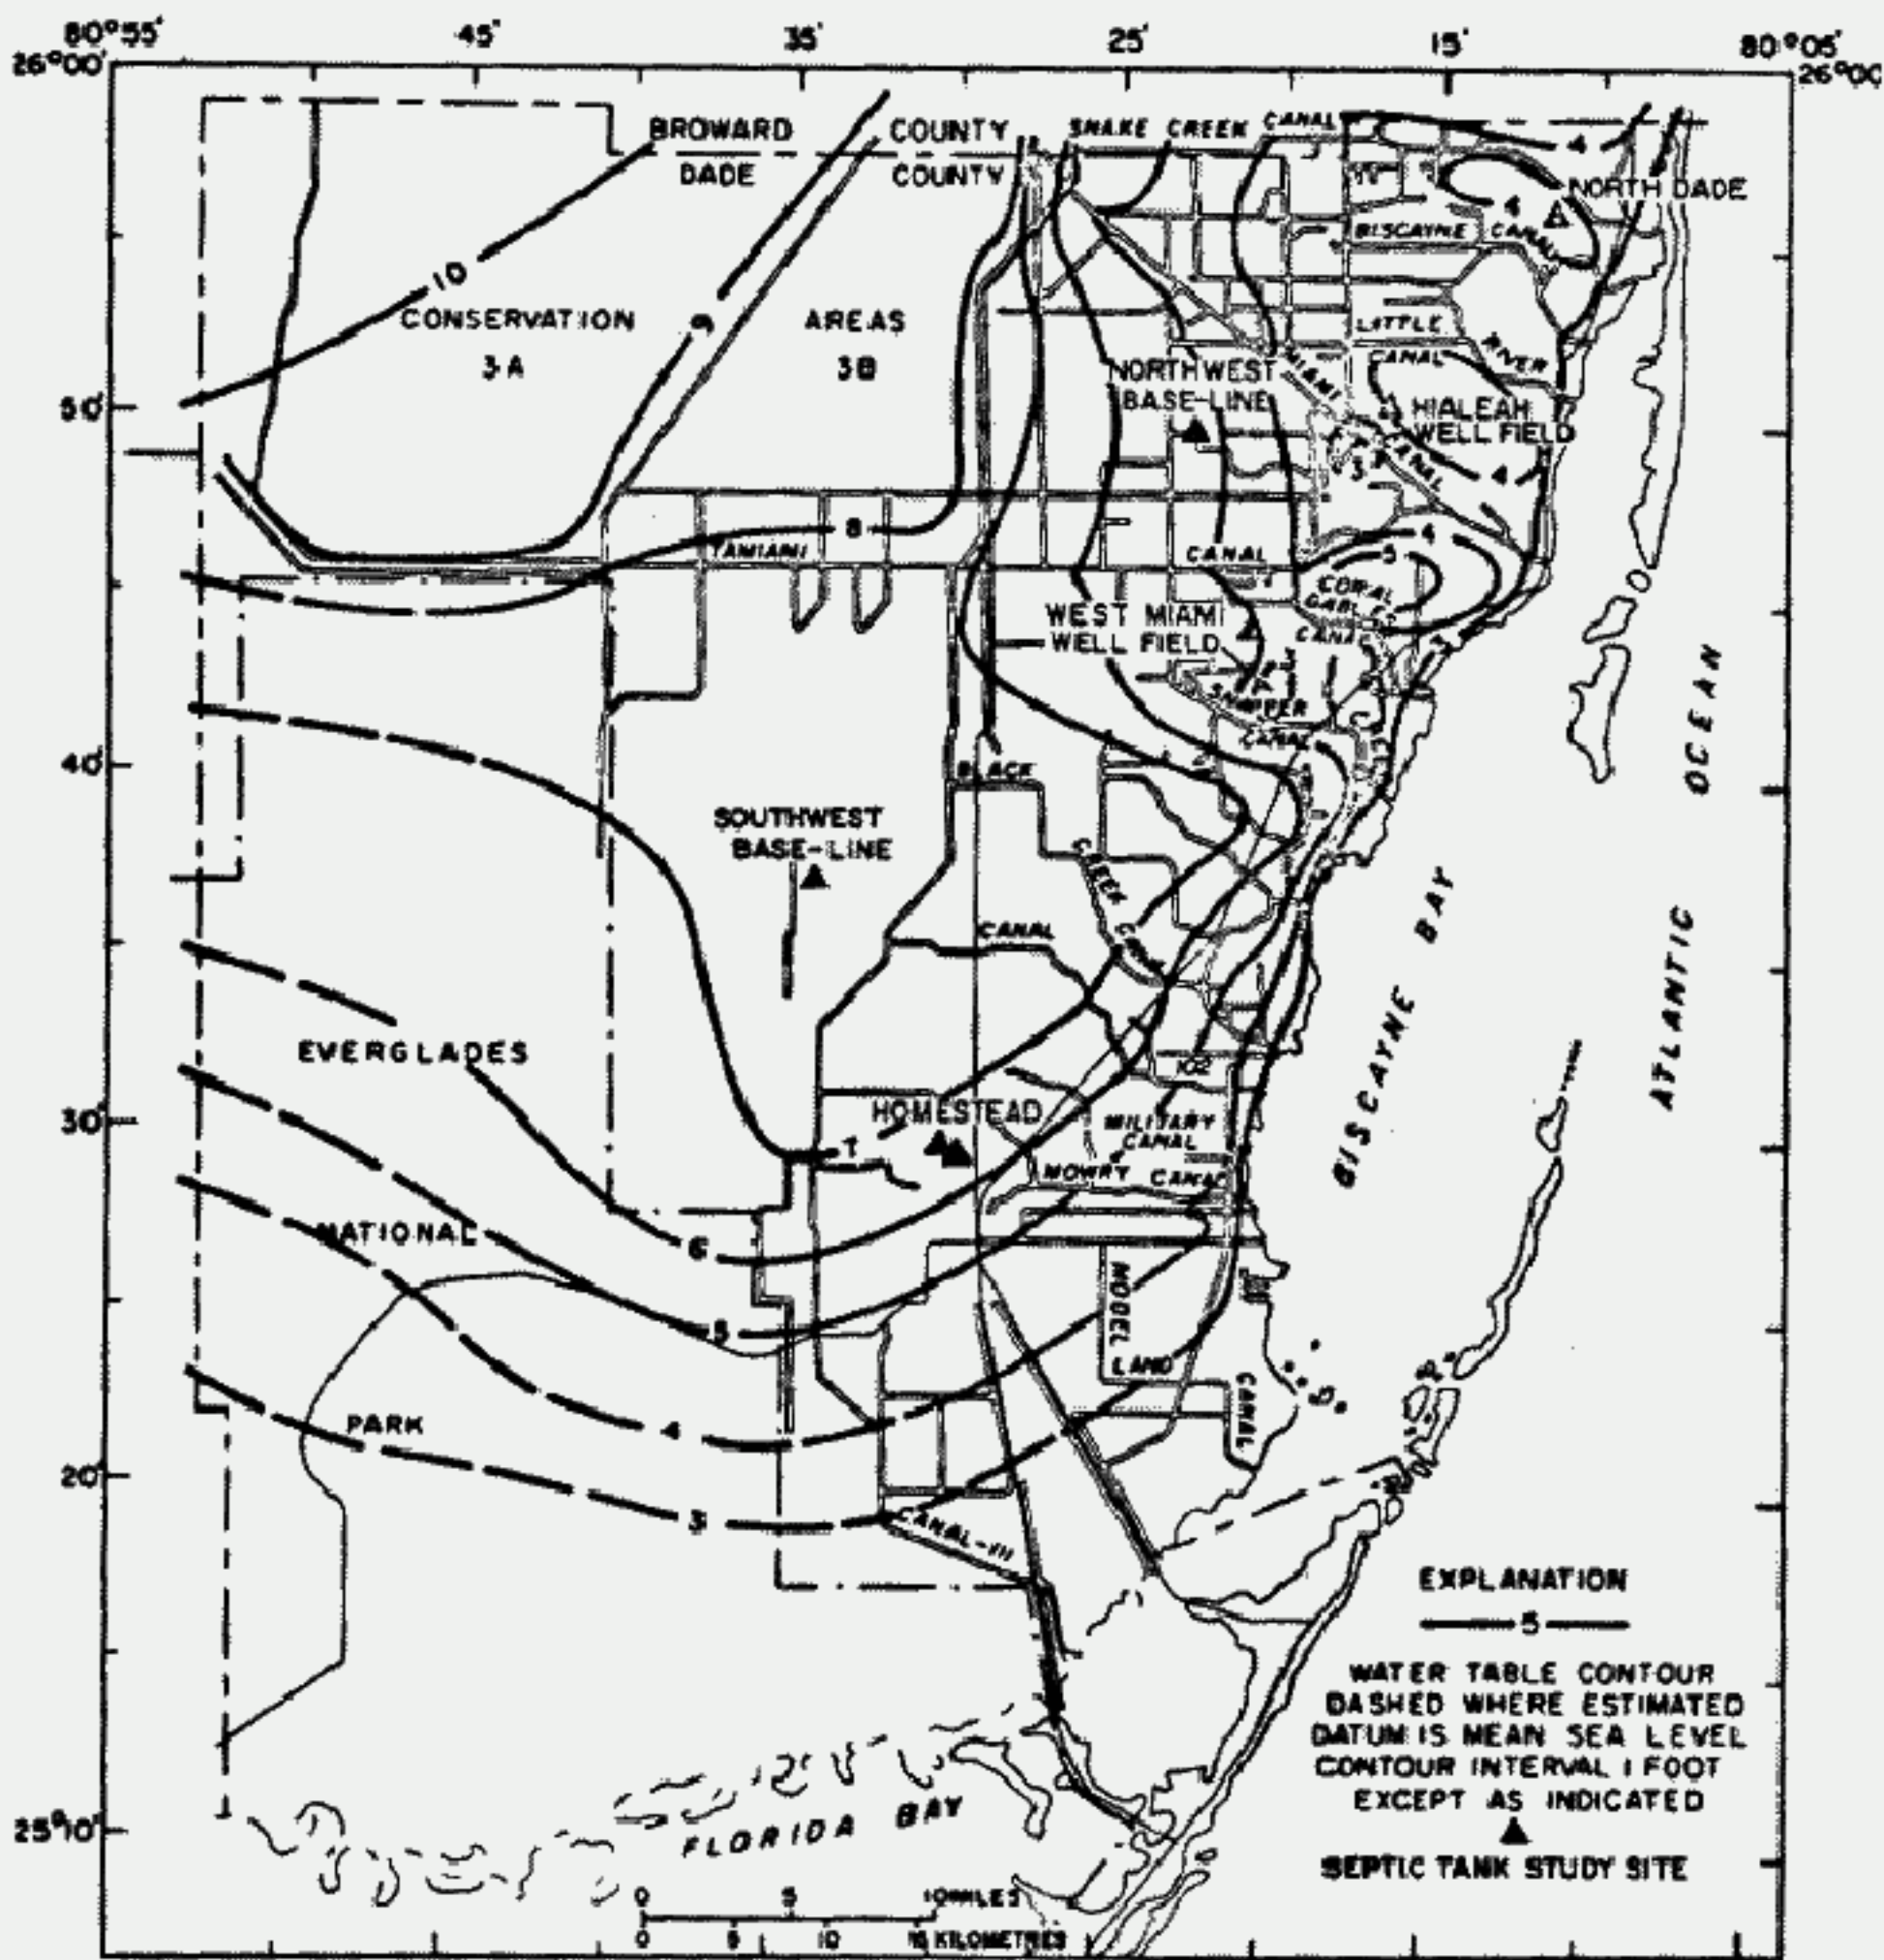 80°55' 45' 35' 25' 15' 80°05'
26°00' 26°00'
BROWARD COUNTY SNAKE CREEK CANAL
DADE COUNTY
4
NORTH DADE
4
BISCAYNE CANAL
10
CONSERVATION AREAS
3A 3B
9
LITTLE RIVER
CANAL
MIAMI CANAL
NORTHWEST
BASE-LINE
HIALEAH
WELL FIELD
50'
3
4
8
TAMIAMI CANAL
4
5
CORAL
GABLES
CANAL
WEST MIAMI
WELL FIELD
SNAPPER
CANAL
40'
BLACK CREEK CANAL
SOUTHWEST
BASE-LINE
CANAL
OCEAN
ATLANTIC
BISCAYNE BAY
EVERGLADES
102
30'
HOMESTEAD
MILITARY
CANAL
7
MOWRY CANAL
NATIONAL
6
5
MODEL
LAND
CANAL
PARK
4
20'
3
CANAL-111
EXPLANATION
5
WATER TABLE CONTOUR
DASHED WHERE ESTIMATED
DATUM IS MEAN SEA LEVEL
CONTOUR INTERVAL 1 FOOT
EXCEPT AS INDICATED
SEPTIC TANK STUDY SITE
25°10'
FLORIDA BAY
0 5 10 MILES
0 5 10 15 KILOMETRES